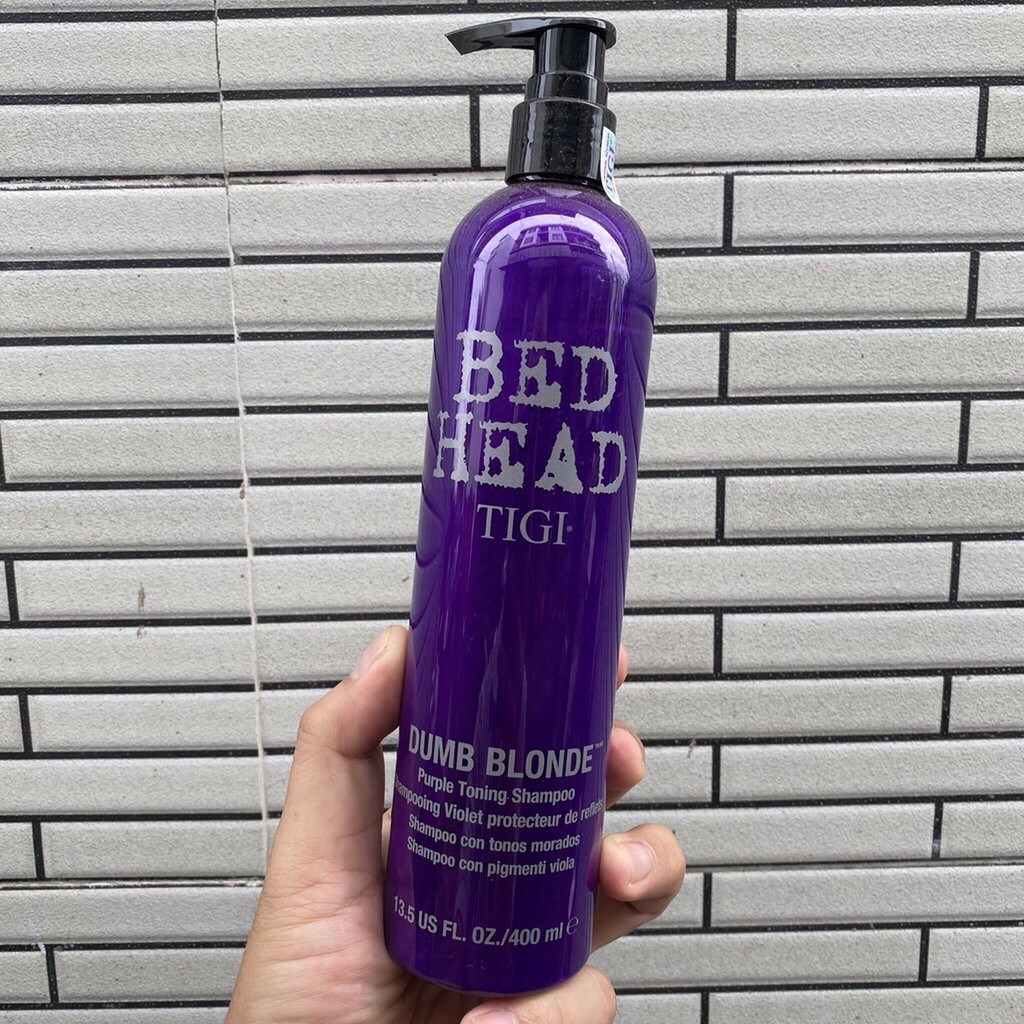 TIGI
BED
HEAD
TIGI®
DUMB BLONDE™
Purple Toning Shampoo
Shampooing Violet protecteur de reflets
Shampoo con tonos morados
Shampoo con pigmenti viola
13.5 US FL. OZ./400 ml ℮